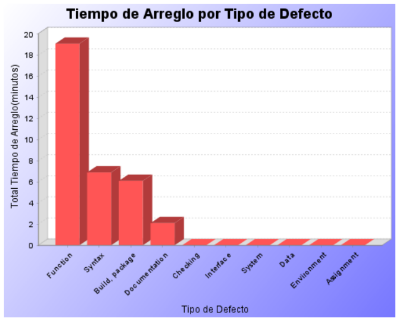 Tiempo de Arreglo por Tipo de Defecto
Total Tiempo de Arreglo(minutos)
20
18
16
14
12
10
8
6
4
2
0
Function
Syntax
Build, package
Documentation
Checking
Interface
System
Data
Environment
Assignment
Tipo de Defecto